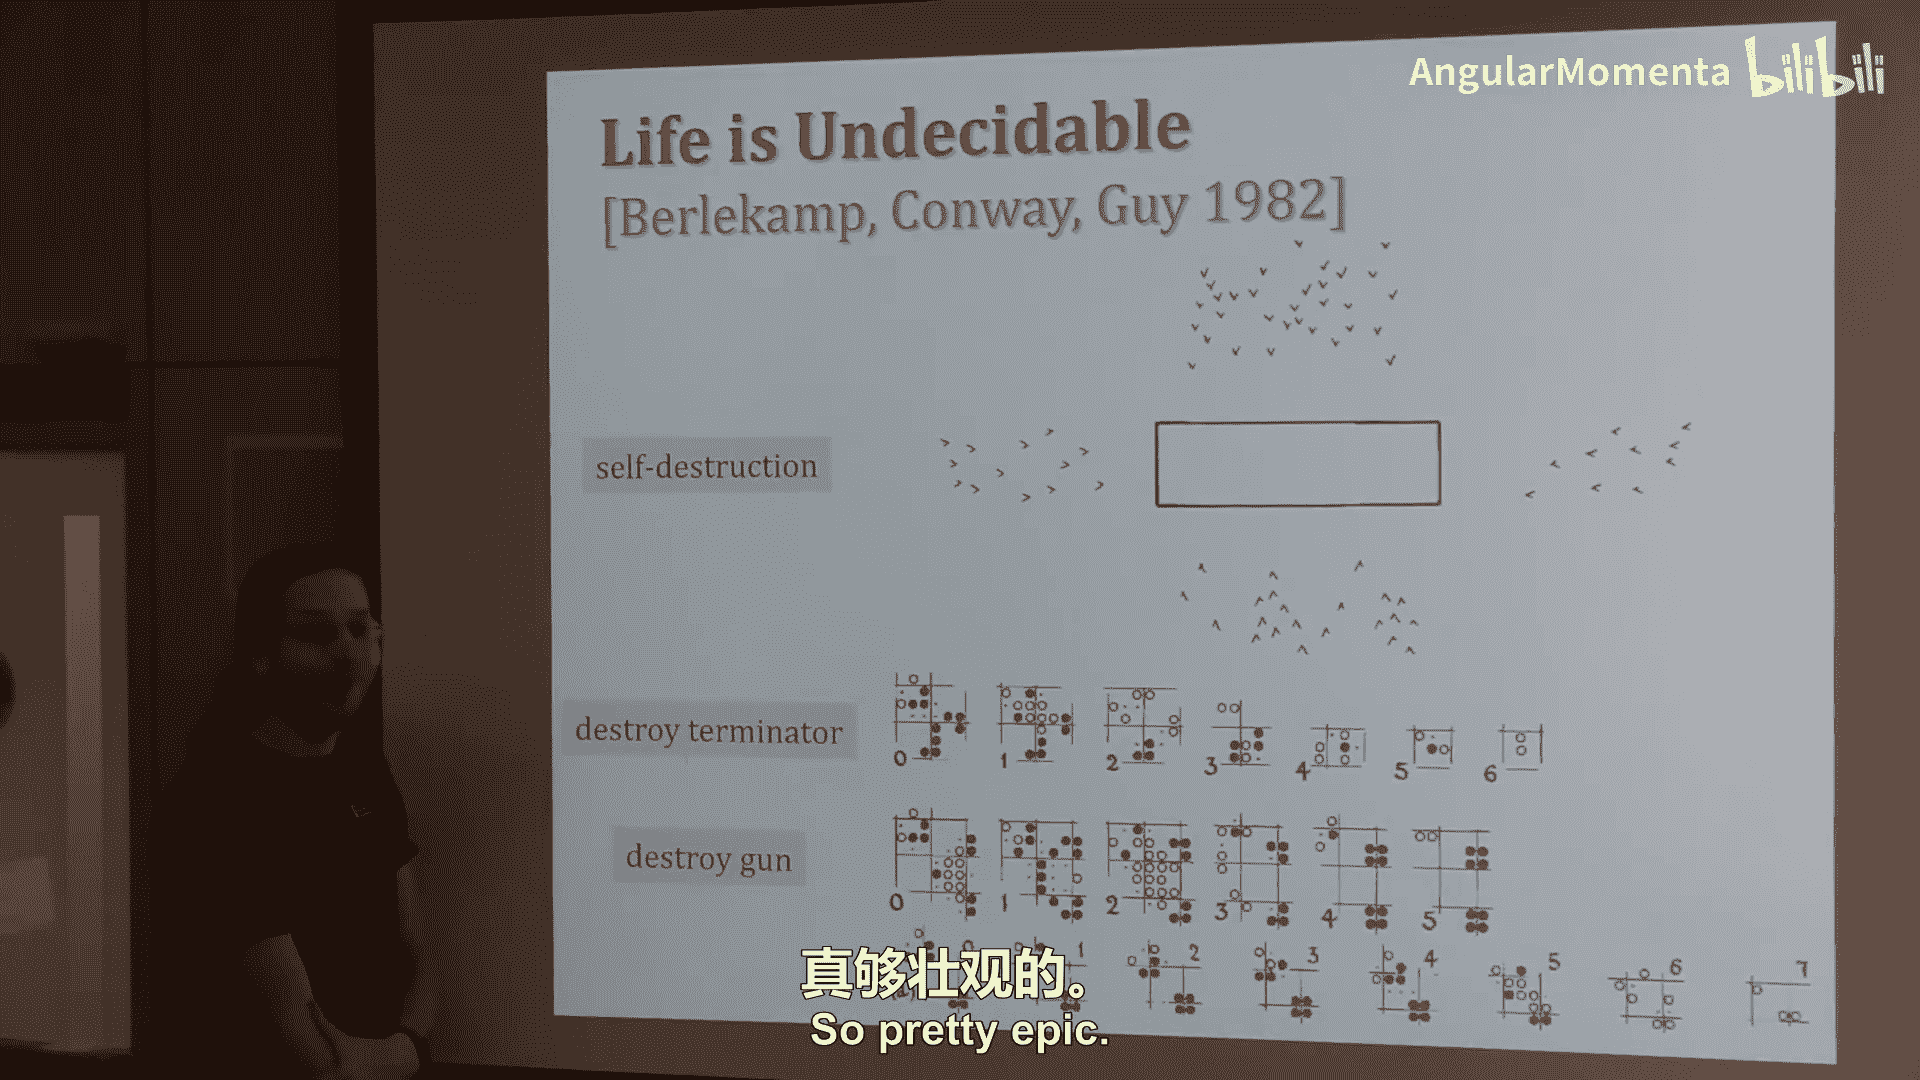 AngularMomenta bilibili
Life is Undecidable
[Berlekamp, Conway, Guy 1982]
self-destruction
destroy terminator
0 1 2 3 4 5 6
destroy gun
0 1 2 3 4 5
0 1 2 3 4 5 6 7
真够壮观的。
So pretty epic.